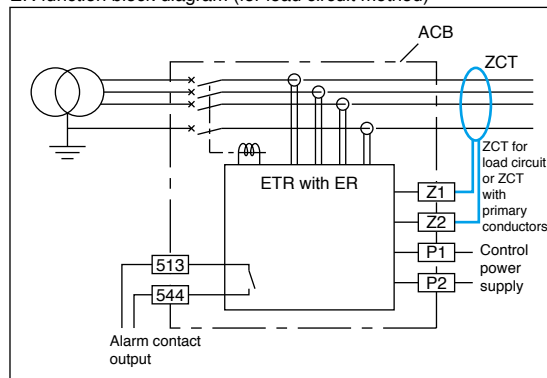 ER function block diagram (for load circuit method)
ACB
ZCT
ZCT for
load circuit
or ZCT
with
primary
conductors
ETR with ER
Z1
Z2
P1
P2
Control
power
supply
513
544
Alarm contact
output